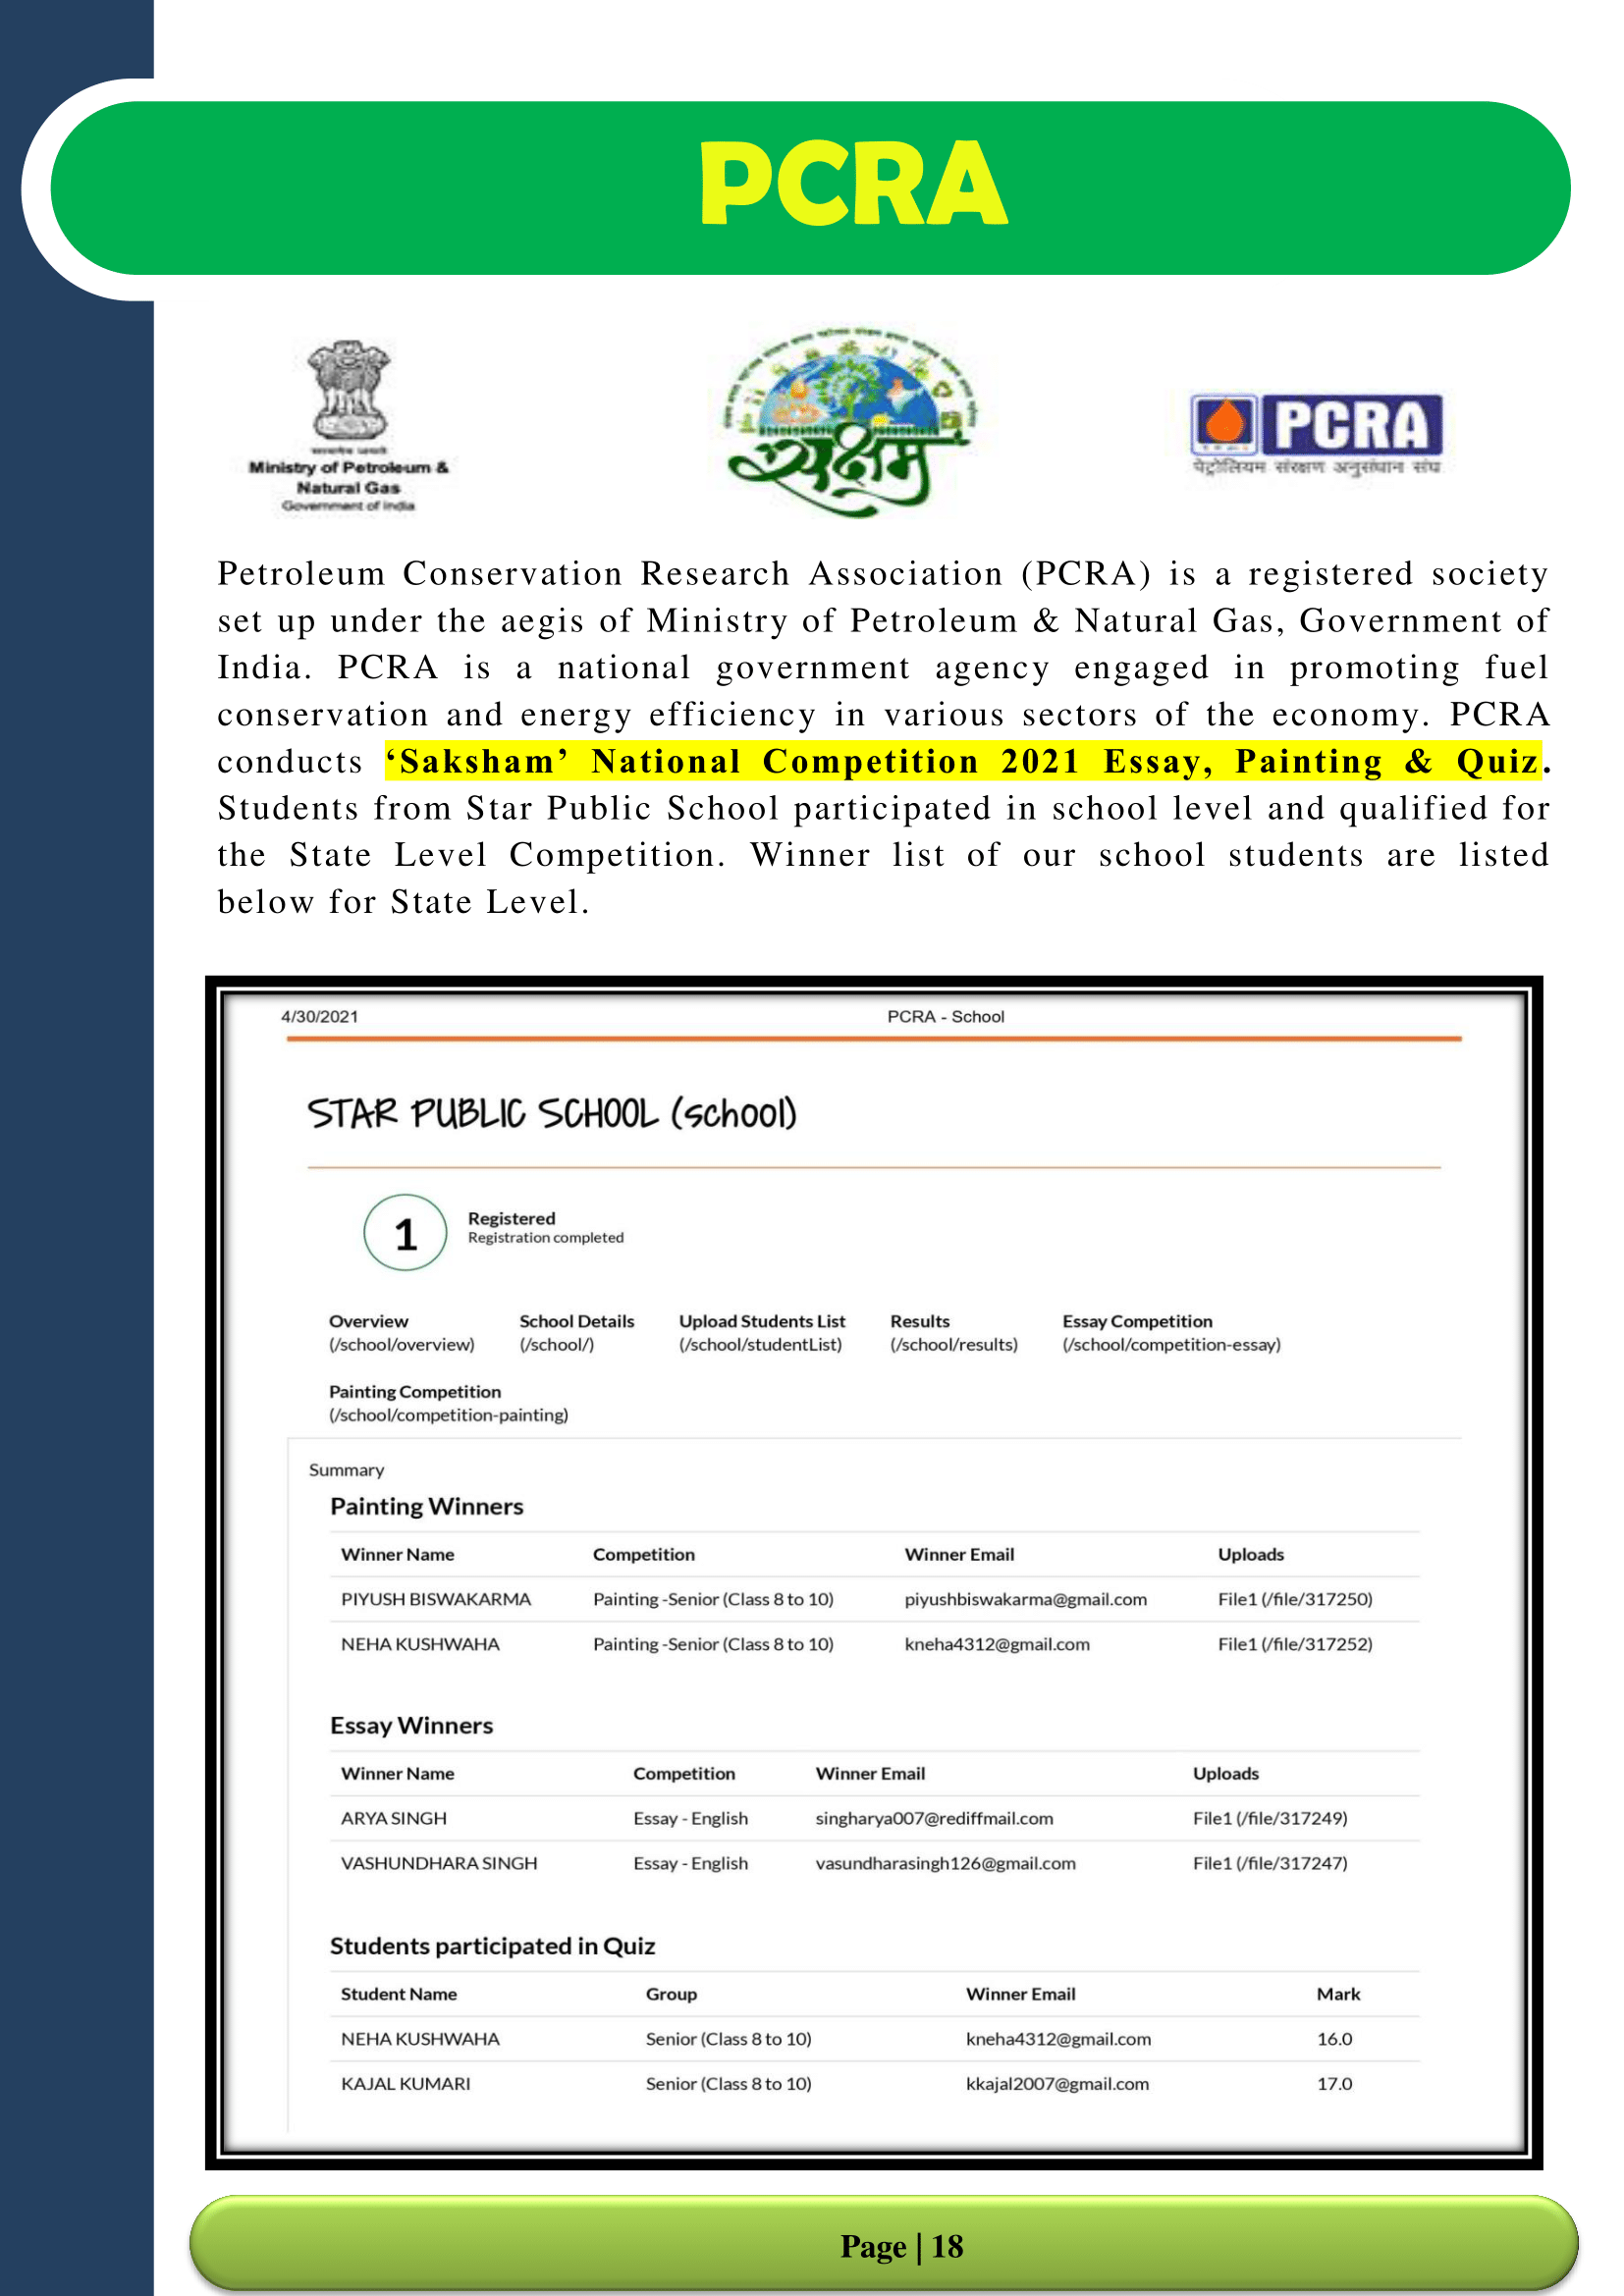 PCRA
Ministry of Petroleum &
Natural Gas
Government of India
सक्षम
PCRA
पेट्रोलियम संरक्षण अनुसंधान संघ
Petroleum Conservation Research Association (PCRA) is a registered society
set up under the aegis of Ministry of Petroleum & Natural Gas, Government of
India. PCRA is a national government agency engaged in promoting fuel
conservation and energy efficiency in various sectors of the economy. PCRA
conducts ‘Saksham’ National Competition 2021 Essay, Painting & Quiz.
Students from Star Public School participated in school level and qualified for
the State Level Competition. Winner list of our school students are listed
below for State Level.
4/30/2021 PCRA - School
STAR PUBLIC SCHOOL (school)
1 Registered
Registration completed
Overview School Details Upload Students List Results Essay Competition
(/school/overview) (/school/) (/school/studentList) (/school/results) (/school/competition-essay)
Painting Competition
(/school/competition-painting)
Summary
Painting Winners
Winner Name Competition Winner Email Uploads
PIYUSH BISWAKARMA Painting -Senior (Class 8 to 10) piyushbiswakarma@gmail.com File1 (/file/317250)
NEHA KUSHWAHA Painting -Senior (Class 8 to 10) kneha4312@gmail.com File1 (/file/317252)
Essay Winners
Winner Name Competition Winner Email Uploads
ARYA SINGH Essay - English singharya007@rediffmail.com File1 (/file/317249)
VASHUNDHARA SINGH Essay - English vasundharasingh126@gmail.com File1 (/file/317247)
Students participated in Quiz
Student Name Group Winner Email Mark
NEHA KUSHWAHA Senior (Class 8 to 10) kneha4312@gmail.com 16.0
KAJAL KUMARI Senior (Class 8 to 10) kkajal2007@gmail.com 17.0
Page | 18